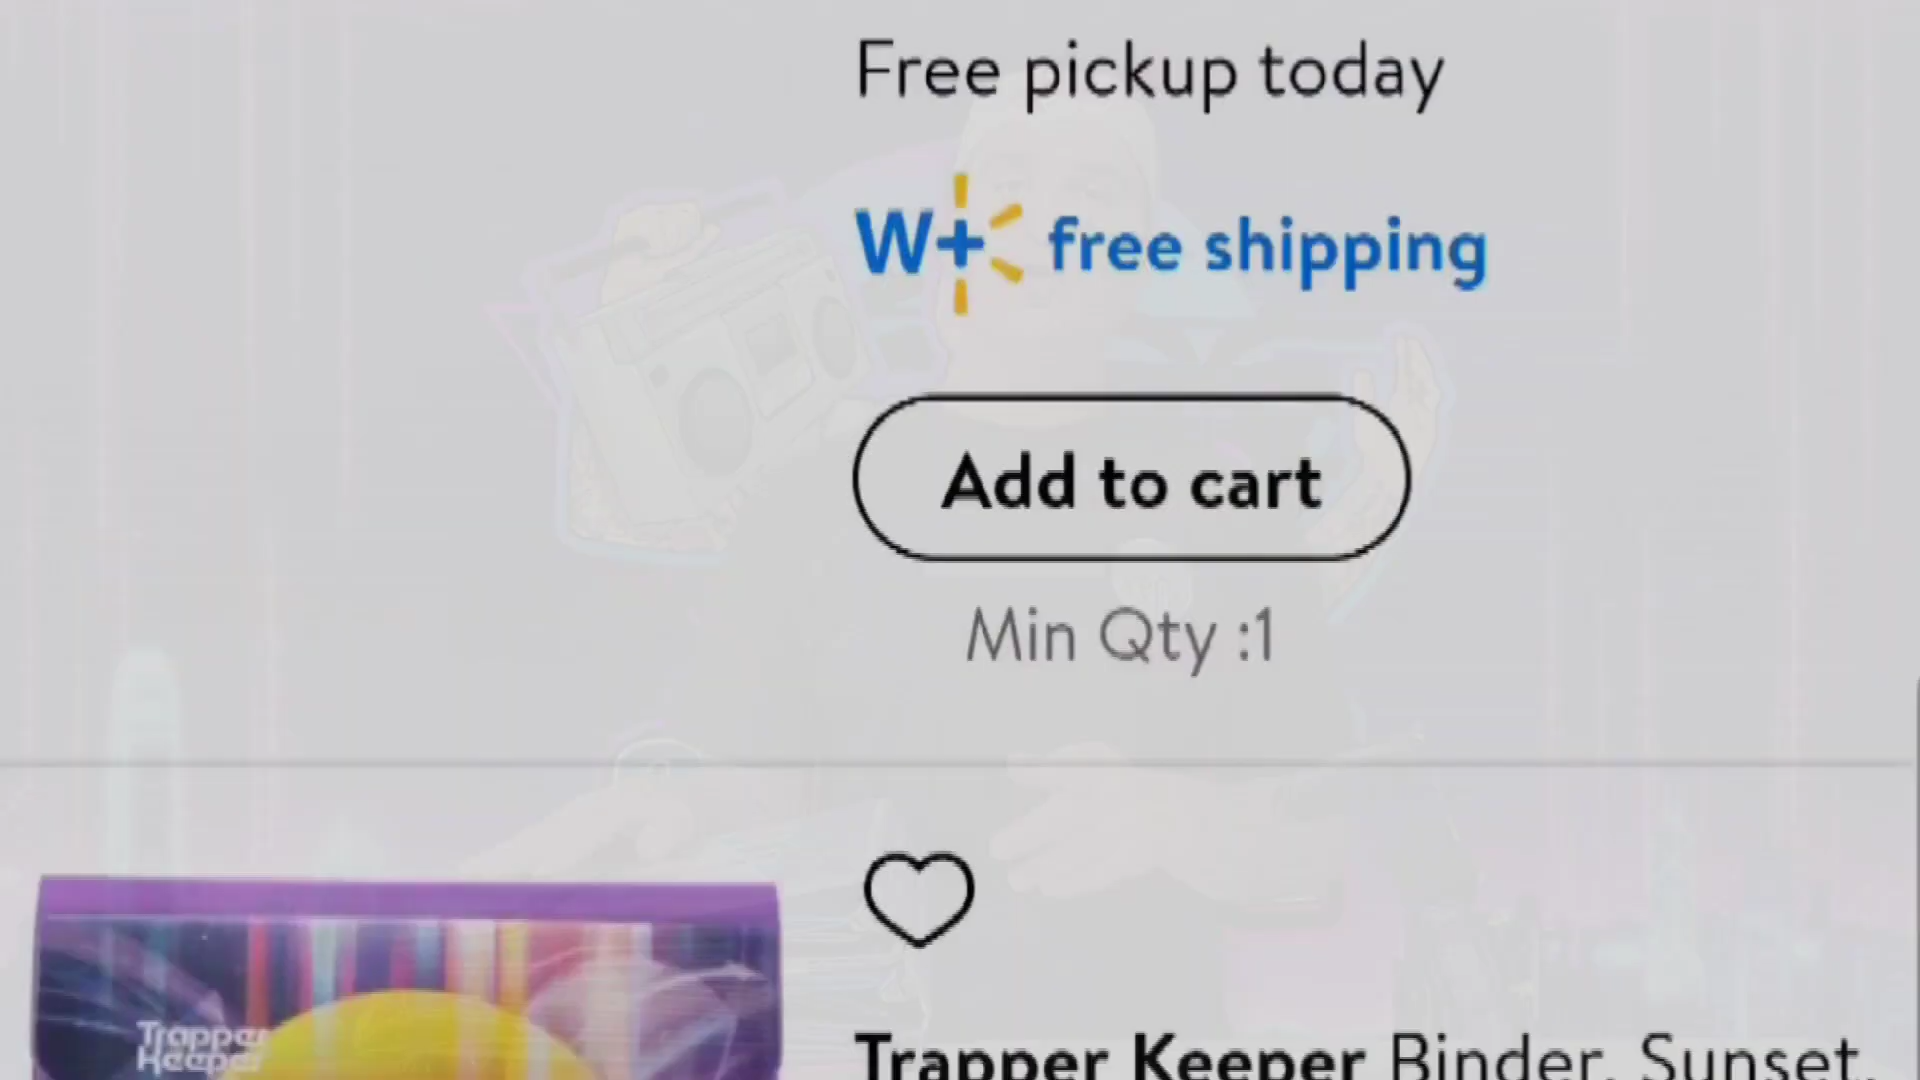 Free pickup today
W+ free shipping
Add to cart
Min Qty :1
Trapper
Keeper
Trapper Keeper Binder, Sunset,